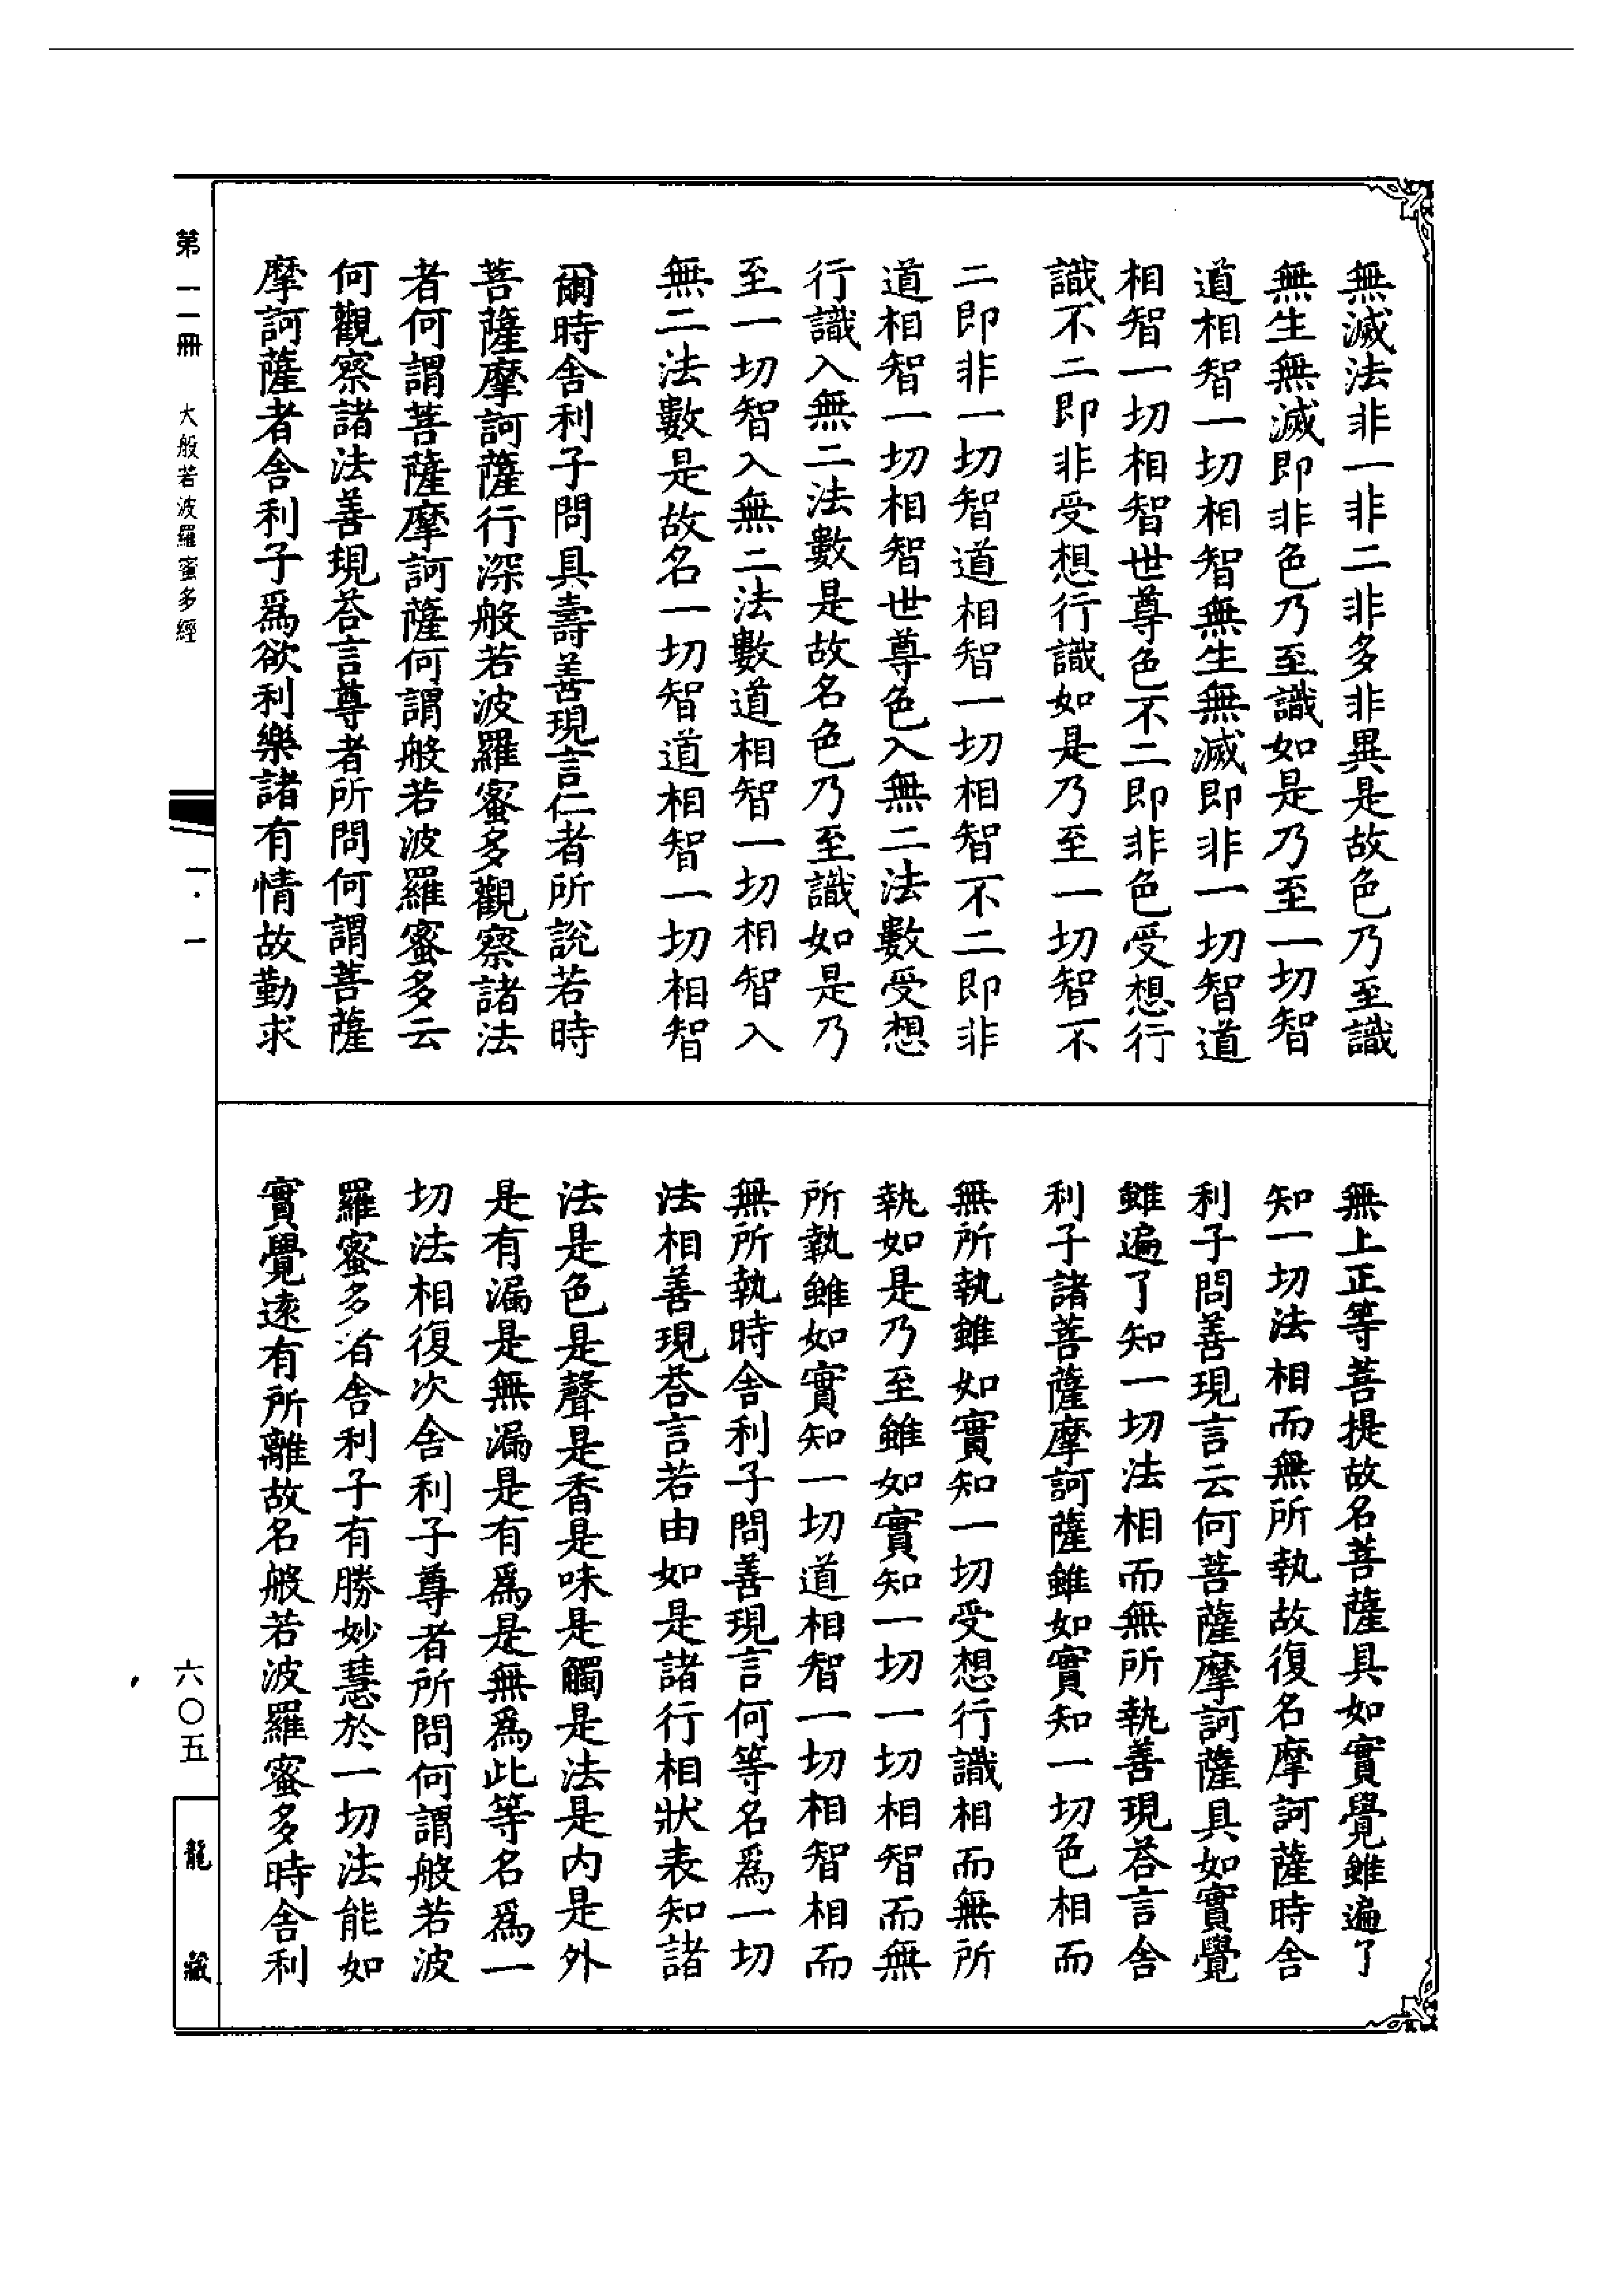 無滅法非一非二非多非異是故色乃至識
無生無滅即非色乃至識如是乃至一切智
道相智一切相智無生無滅即非一切智道
相智一切相智世尊色不二即非色受想行
識不二即非受想行識如是乃至一切智不
二即非一切智道相智一切相智不二即非
道相智一切相智世尊色入無二法數受想
行識入無二法數是故名色乃至識如是乃
至一切智入無二法數道相智一切相智入
無二法數是故名一切智道相智一切相智
爾時舍利子問具壽善現言仁者所說若時
菩薩摩訶薩行深般若波羅蜜多觀察諸法
者何謂菩薩摩訶薩何謂般若波羅蜜多云
何觀察諸法善現荅言尊者所問何謂菩薩
摩訶薩者舍利子爲欲利樂諸有情故勤求
無上正等菩提故名菩薩具如實覺雖遍了
知一切法相而無所執故復名摩訶薩時舍
利子問善現言云何菩薩摩訶薩具如實覺
雖遍了知一切法相而無所執善現荅言舍
利子諸菩薩摩訶薩雖如實知一切色相而
無所執雖如實知一切受想行識相而無所
執如是乃至雖如實知一切一切相智而無
所執雖如實知一切道相智一切相智相而
無所執時舍利子問善現言何等名爲一切
法相善現荅言若由如是諸行相狀表知諸
法是色是聲是香是味是觸是法是内是外
是有漏是無漏是有爲是無爲此等名爲一
切法相復次舍利子尊者所問何謂般若波
羅蜜多者舍利子有勝妙慧於一切法能如
實覺遠有所離故名般若波羅蜜多時舍利
第一一冊 大般若波羅蜜多經
一·一
六〇五
龍藏